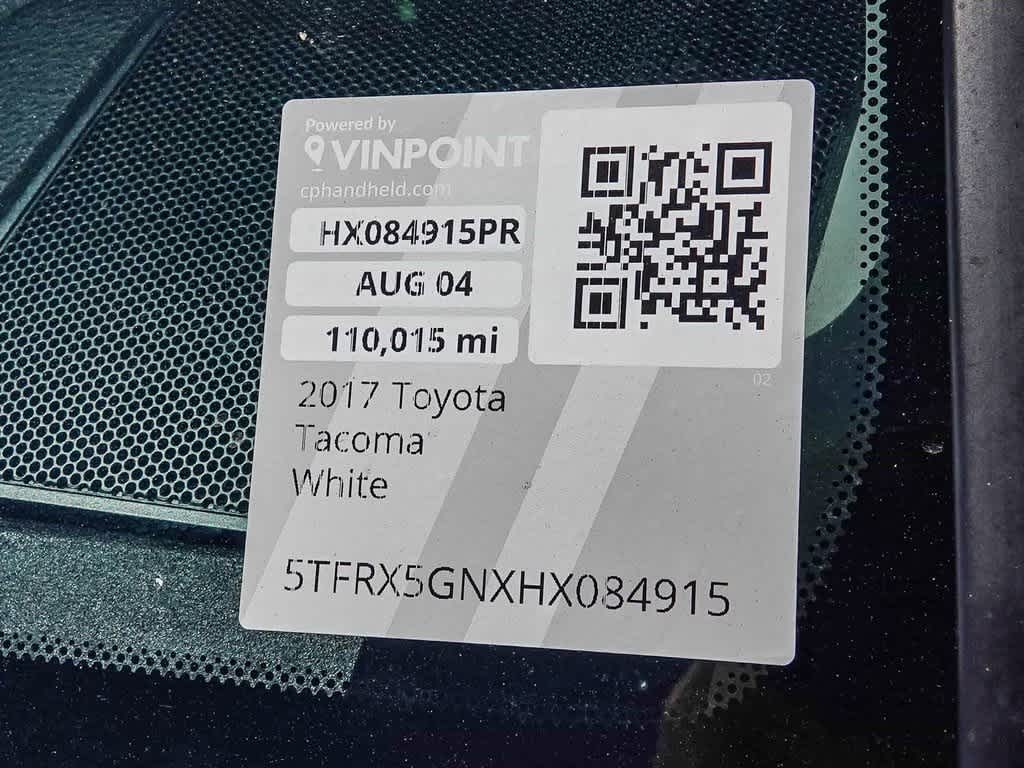 Powered by
VINPOINT
cphandheld.com
HX084915PR
AUG 04
110,015 mi
02
2017 Toyota
Tacoma
White
5TFRX5GNXHX084915